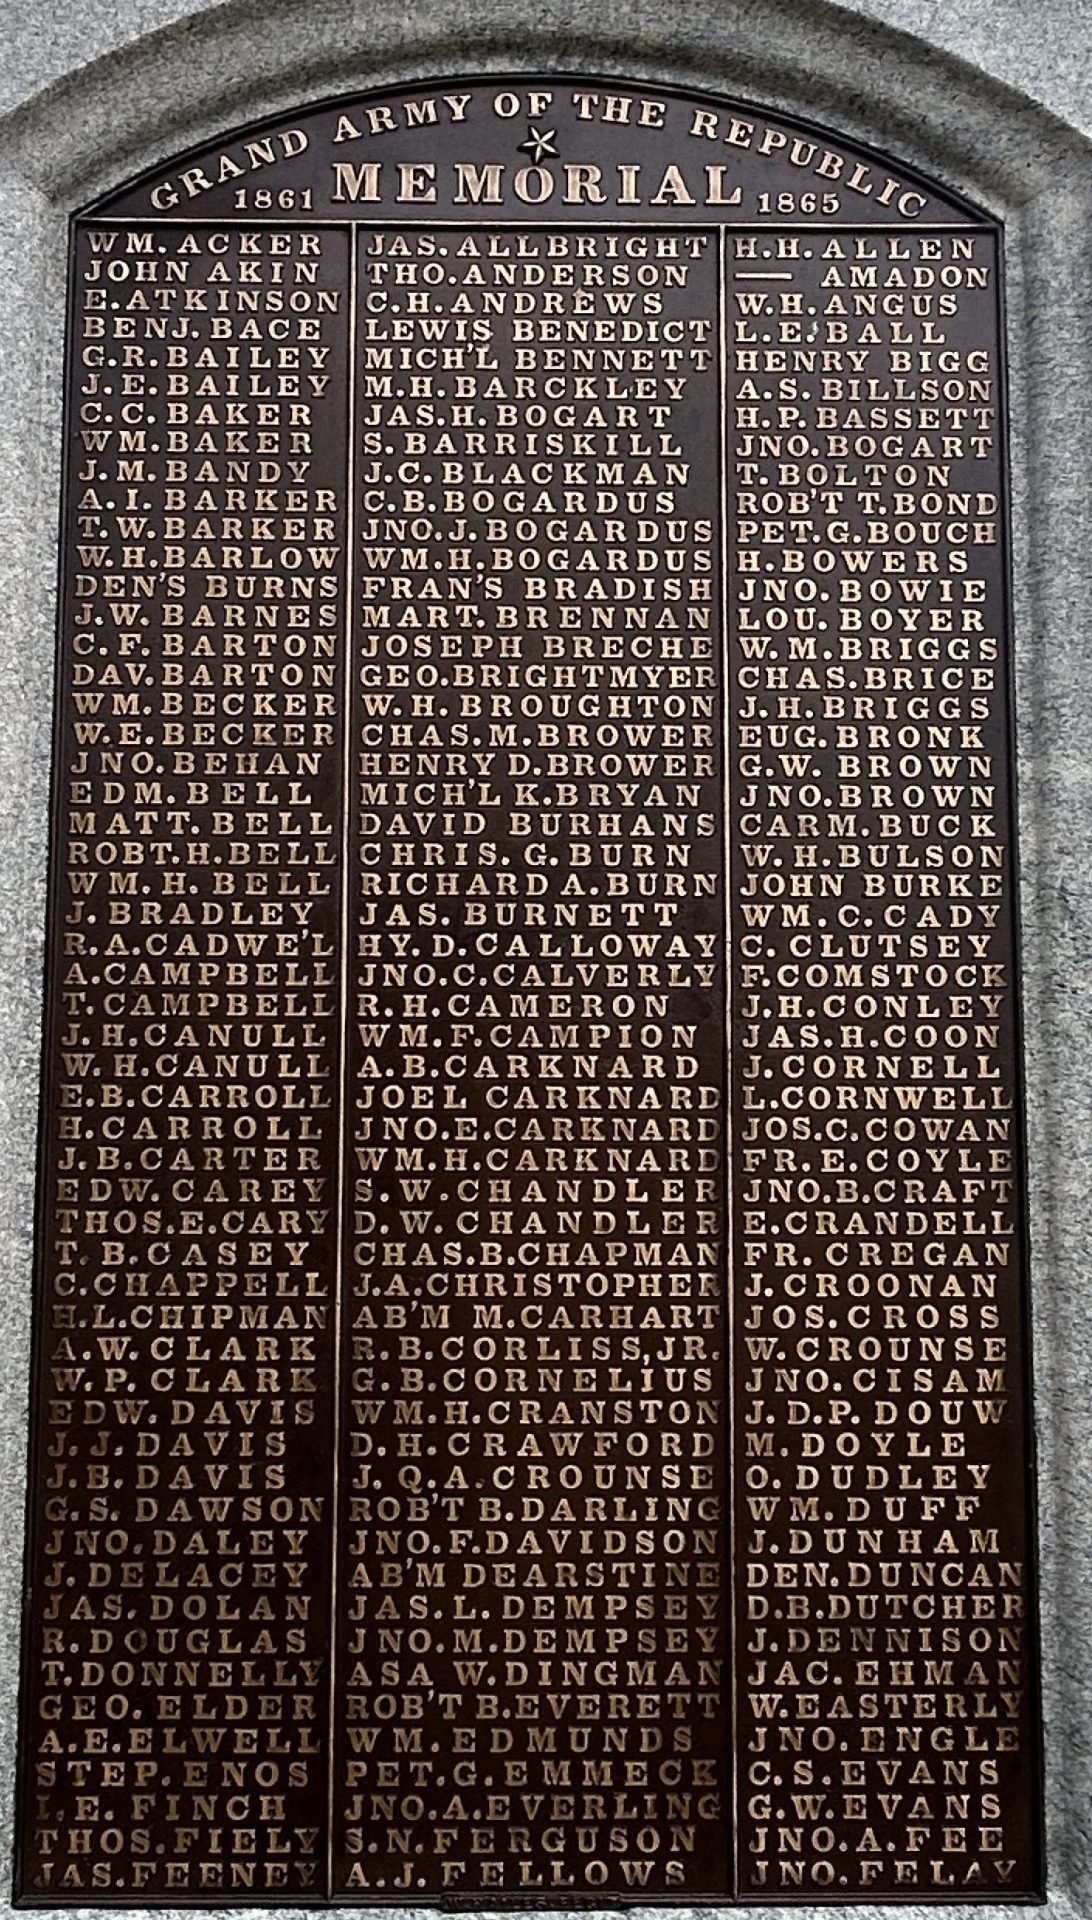 GRAND ARMY OF THE REPUBLIC
1861 MEMORIAL 1865
WM. ACKER
JOHN AKIN
E. ATKINSON
BENJ. BACE
G.R. BAILEY
J.E. BAILEY
C.C. BAKER
WM. BAKER
J.M. BANDY
A.I. BARKER
T.W. BARKER
W.H. BARLOW
DEN'S BURNS
J.W. BARNES
C.F. BARTON
DAV. BARTON
WM. BECKER
W.E. BECKER
JNO. BEHAN
EDM. BELL
MATT. BELL
ROBT. H. BELL
WM. H. BELL
J. BRADLEY
R.A. CADWE'L
A. CAMPBELL
T. CAMPBELL
J.H. CANULL
W.H. CANULL
E.B. CARROLL
H. CARROLL
J.B. CARTER
EDW. CAREY
THOS. E. CARY
T.B. CASEY
C. CHAPPELL
H.L. CHIPMAN
A.W. CLARK
W.P. CLARK
EDW. DAVIS
J.J. DAVIS
J.B. DAVIS
G.S. DAWSON
JNO. DALEY
J. DELACEY
JAS. DOLAN
R. DOUGLAS
T. DONNELLY
GEO. ELDER
A.E. ELWELL
STEP. ENOS
I.E. FINCH
THOS. FIELY
JAS. FEENEY
JAS. ALLBRIGHT
THO. ANDERSON
C.H. ANDREWS
LEWIS BENEDICT
MICH'L BENNETT
M.H. BARCKLEY
JAS. H. BOGART
S. BARRISKILL
J.C. BLACKMAN
C.B. BOGARDUS
JNO. J. BOGARDUS
WM. H. BOGARDUS
FRAN'S BRADISH
MART. BRENNAN
JOSEPH BRECHE
GEO. BRIGHTMYER
W.H. BROUGHTON
CHAS. M. BROWER
HENRY D. BROWER
MICH'L K. BRYAN
DAVID BURHANS
CHRIS. G. BURN
RICHARD A. BURN
JAS. BURNETT
HY. D. CALLOWAY
JNO. C. CALVERLY
R.H. CAMERON
WM. F. CAMPION
A.B. CARKNARD
JOEL CARKNARD
JNO. E. CARKNARD
WM. H. CARKNARD
S.W. CHANDLER
D.W. CHANDLER
CHAS. B. CHAPMAN
J.A. CHRISTOPHER
AB'M M. CARHART
R.B. CORLISS, JR.
G.B. CORNELIUS
WM. H. CRANSTON
D.H. CRAWFORD
J.Q.A. CROUNSE
ROB'T B. DARLING
JNO. F. DAVIDSON
AB'M DEARSTINE
JAS. L. DEMPSEY
JNO. M. DEMPSEY
ASA W. DINGMAN
ROB'T B. EVERETT
WM. EDMUNDS
PET. G. EMMECK
JNO. A. EVERLING
S.N. FERGUSON
A.J. FELLOWS
H.H. ALLEN
— AMADON
W.H. ANGUS
L.E. BALL
HENRY BIGG
A.S. BILLSON
H.P. BASSETT
JNO. BOGART
T. BOLTON
ROB'T T. BOND
PET. G. BOUCH
H. BOWERS
JNO. BOWIE
LOU. BOYER
W.M. BRIGGS
CHAS. BRICE
J.H. BRIGGS
EUG. BRONK
G.W. BROWN
JNO. BROWN
CARM. BUCK
W.H. BULSON
JOHN BURKE
WM. C. CADY
C. CLUTSEY
F. COMSTOCK
J.H. CONLEY
JAS. H. COON
J. CORNELL
L. CORNWELL
JOS. C. COWAN
FR. E. COYLE
JNO. B. CRAFT
E. CRANDELL
FR. CREGAN
J. CROONAN
JOS. CROSS
W. CROUNSE
JNO. CISAM
J.D.P. DOUW
M. DOYLE
O. DUDLEY
WM. DUFF
J. DUNHAM
DEN. DUNCAN
D.B. DUTCHER
J. DENNISON
JAC. EHMAN
W. EASTERLY
JNO. ENGLE
C.S. EVANS
G.W. EVANS
JNO. A. FEE
JNO. FELAY